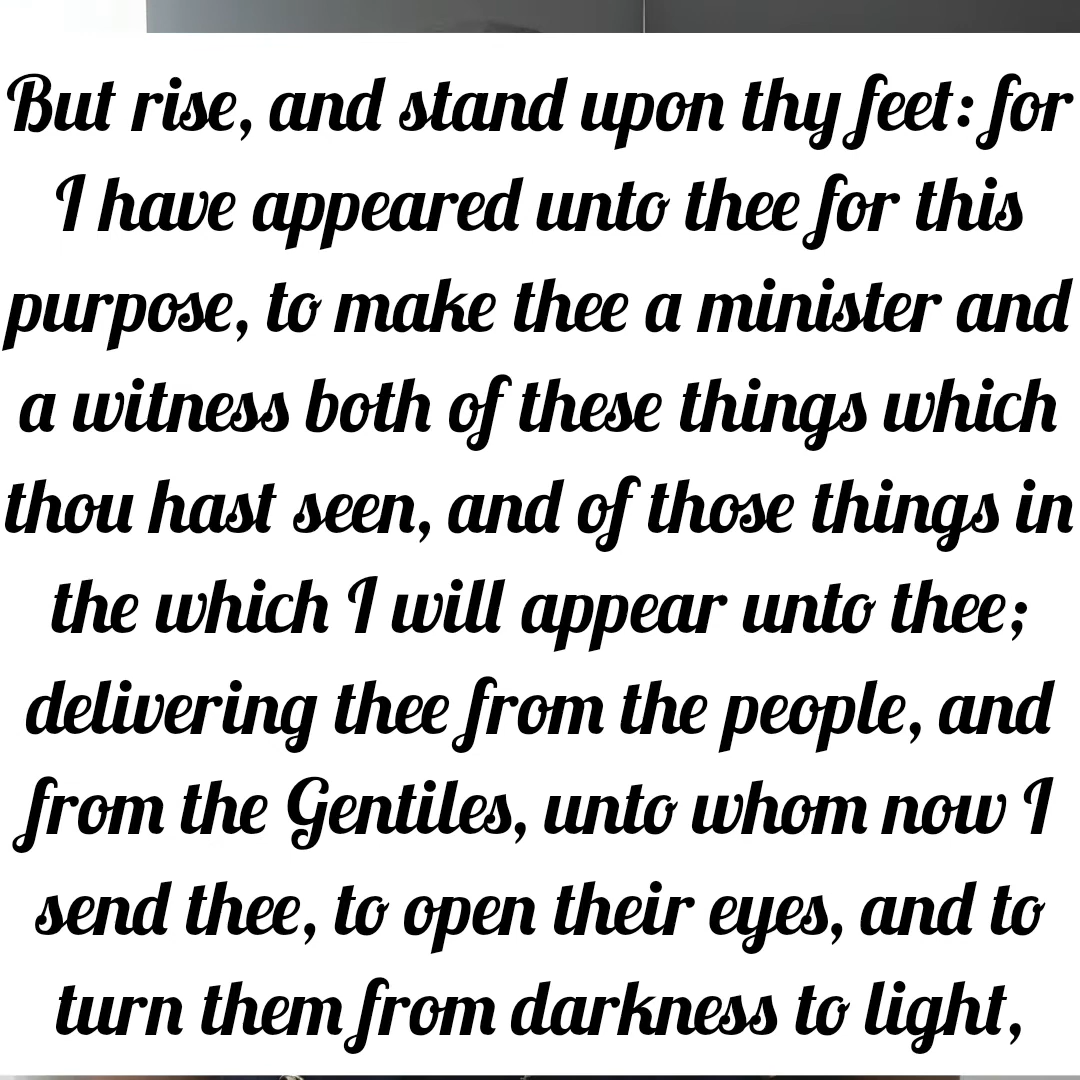 But rise, and stand upon thy feet: for
I have appeared unto thee for this
purpose, to make thee a minister and
a witness both of these things which
thou hast seen, and of those things in
the which I will appear unto thee;
delivering thee from the people, and
from the Gentiles, unto whom now I
send thee, to open their eyes, and to
turn them from darkness to light,